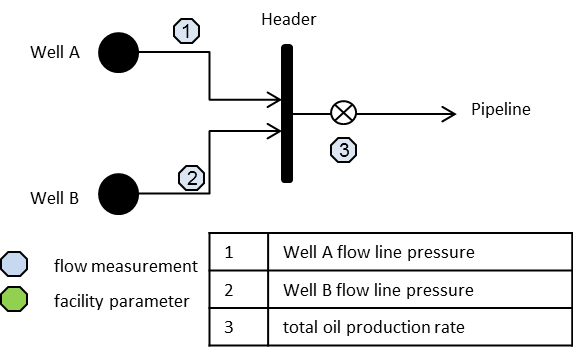 Header
Well A
1
Pipeline
3
2
Well B
flow measurement
facility parameter
1 Well A flow line pressure
2 Well B flow line pressure
3 total oil production rate